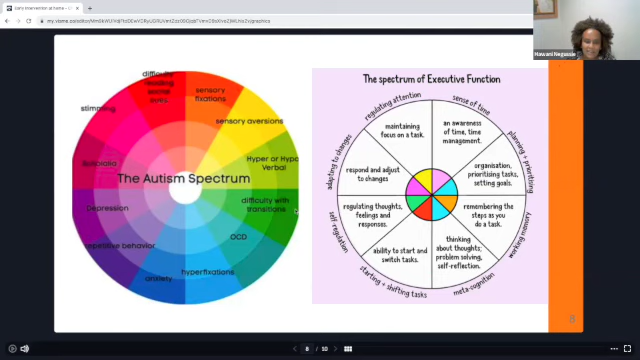 Early intervention at home
Hawani Negussie
difficulty
reading
social
cues
sensory
fixations
stimming
sensory aversions
Hyper or Hypo
Verbal
The Autism Spectrum
difficulty with
transitions
Depression
OCD
repetitive behavior
hyperfixations
anxiety
The spectrum of Executive Function
regulating attention
sense of time
maintaining
focus on a task.
an awareness
of time, time
management.
adapting to changes
planning + prioritising
respond and adjust
to changes
organisation,
prioritising tasks,
setting goals.
regulating thoughts,
feelings and
responses.
remembering the
steps as you
do a task.
self regulation
working memory
ability to start and
switch tasks.
thinking
about thoughts,
problem solving,
self-reflection.
starting + shifting tasks
meta-cognition
8
8 / 10